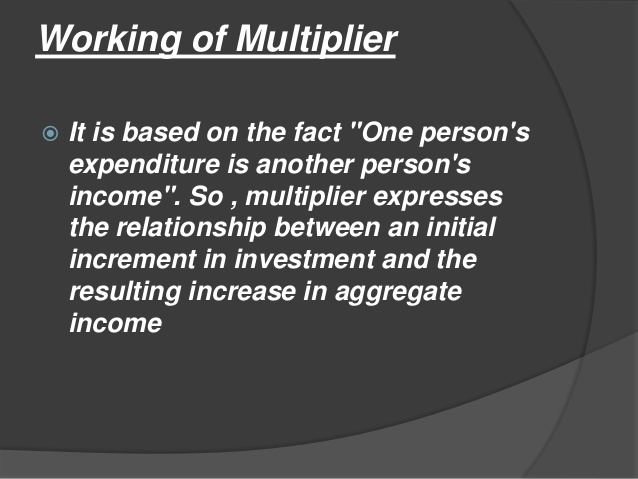 Working of Multiplier
It is based on the fact "One person's
expenditure is another person's
income". So , multiplier expresses
the relationship between an initial
increment in investment and the
resulting increase in aggregate
income